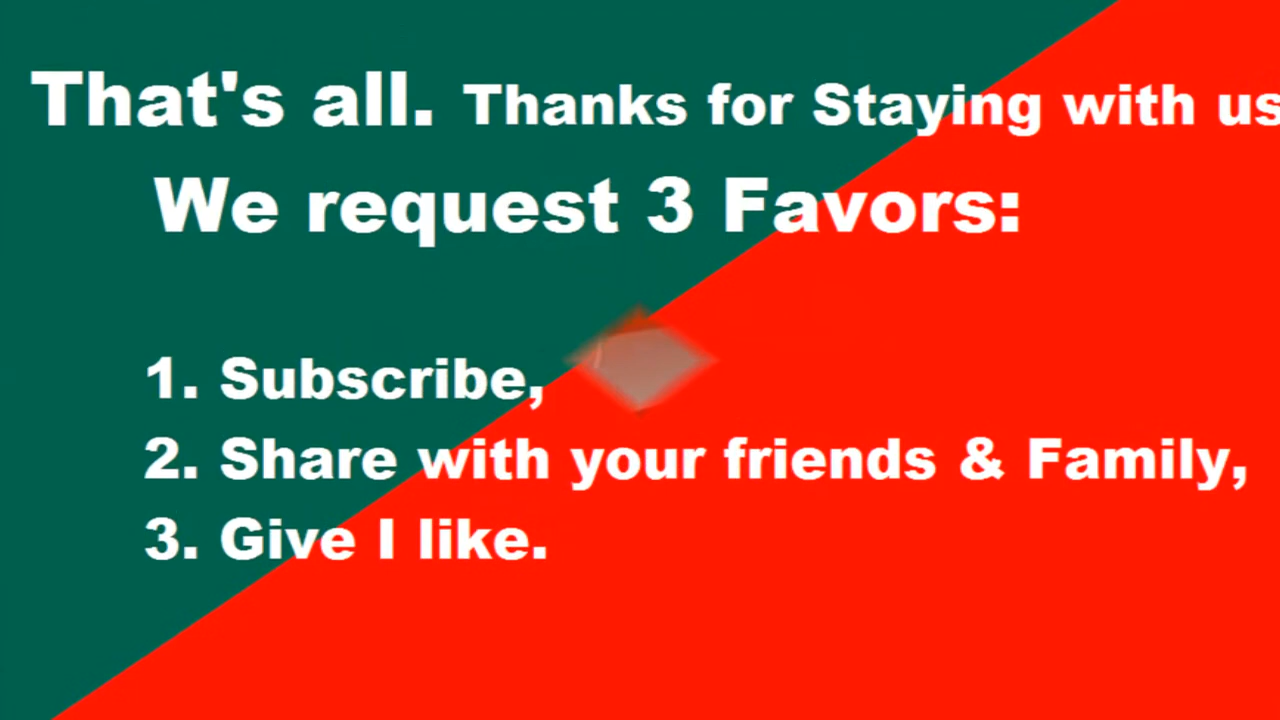 That's all. Thanks for Staying with us
We request 3 Favors:
1. Subscribe,
2. Share with your friends & Family,
3. Give I like.